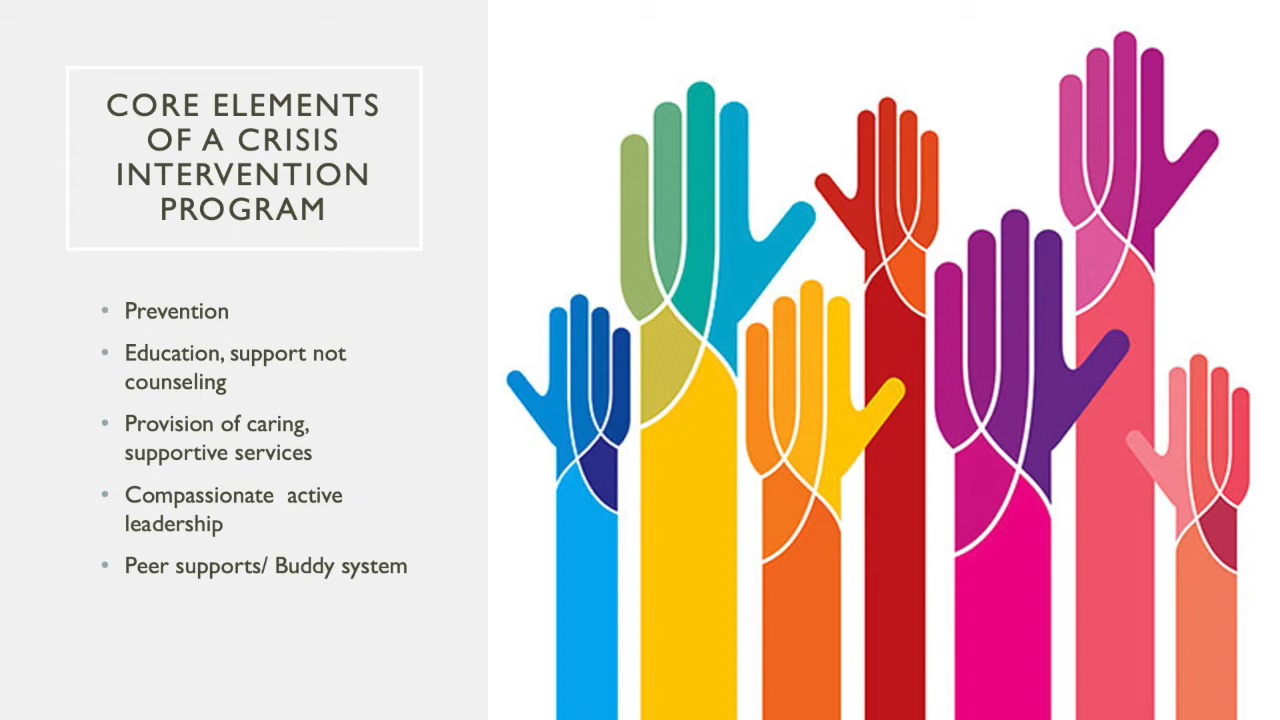 CORE ELEMENTS
OF A CRISIS
INTERVENTION
PROGRAM
• Prevention
• Education, support not
counseling
• Provision of caring,
supportive services
• Compassionate  active
leadership
• Peer supports/ Buddy system